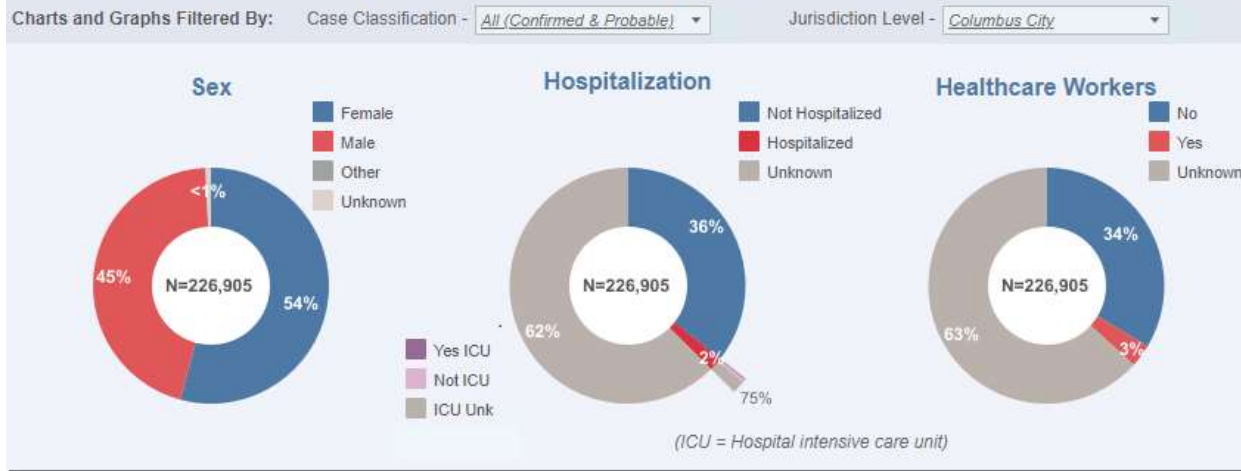 Charts and Graphs Filtered By: Case Classification - All (Confirmed & Probable) Jurisdiction Level - Columbus City
Sex
Female
Male
Other
Unknown
<1%
45%
54%
N=226,905
Hospitalization
Not Hospitalized
Hospitalized
Unknown
36%
N=226,905
62%
2%
75%
Yes ICU
Not ICU
ICU Unk
(ICU = Hospital intensive care unit)
Healthcare Workers
No
Yes
Unknown
34%
N=226,905
63%
3%